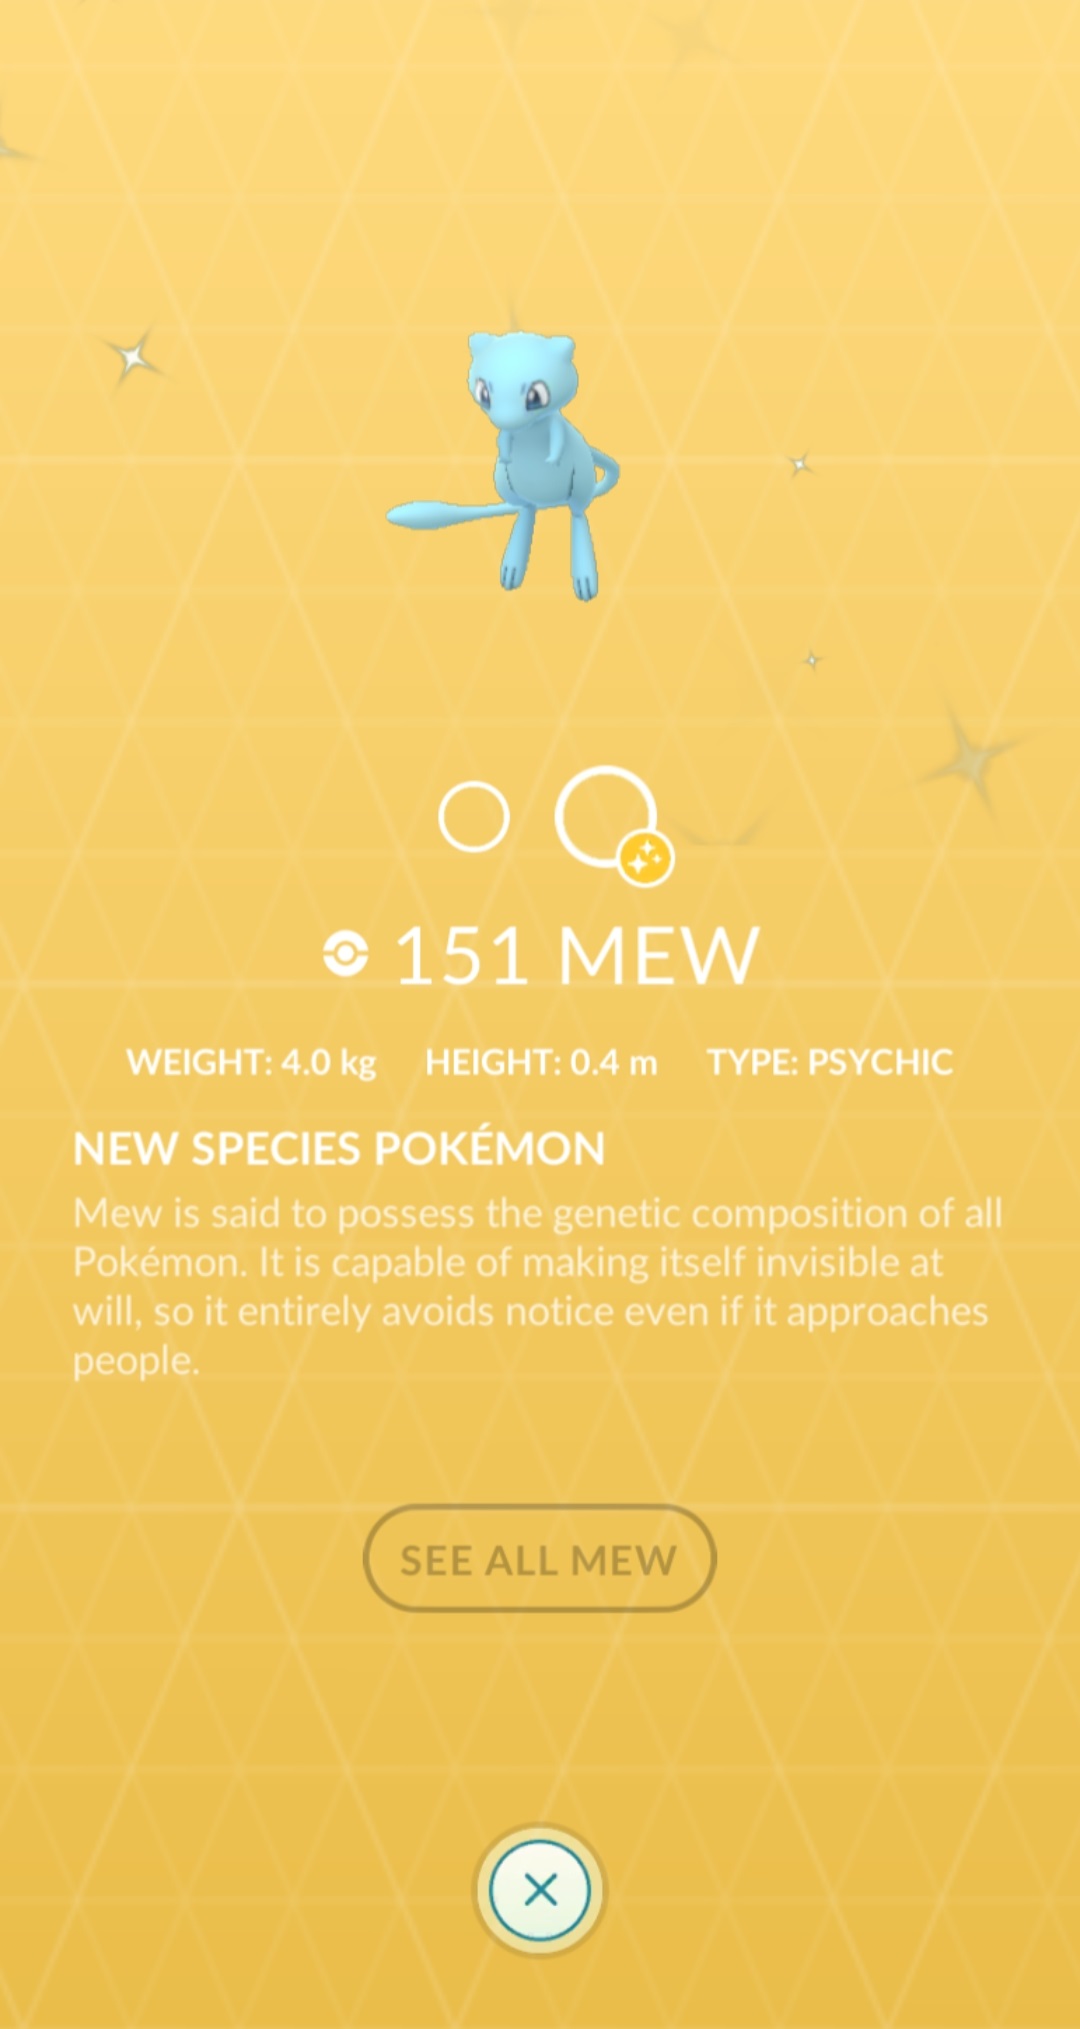 151 MEW
WEIGHT: 4.0 kg HEIGHT: 0.4 m TYPE: PSYCHIC
NEW SPECIES POKÉMON
Mew is said to possess the genetic composition of all
Pokémon. It is capable of making itself invisible at
will, so it entirely avoids notice even if it approaches
people.
SEE ALL MEW